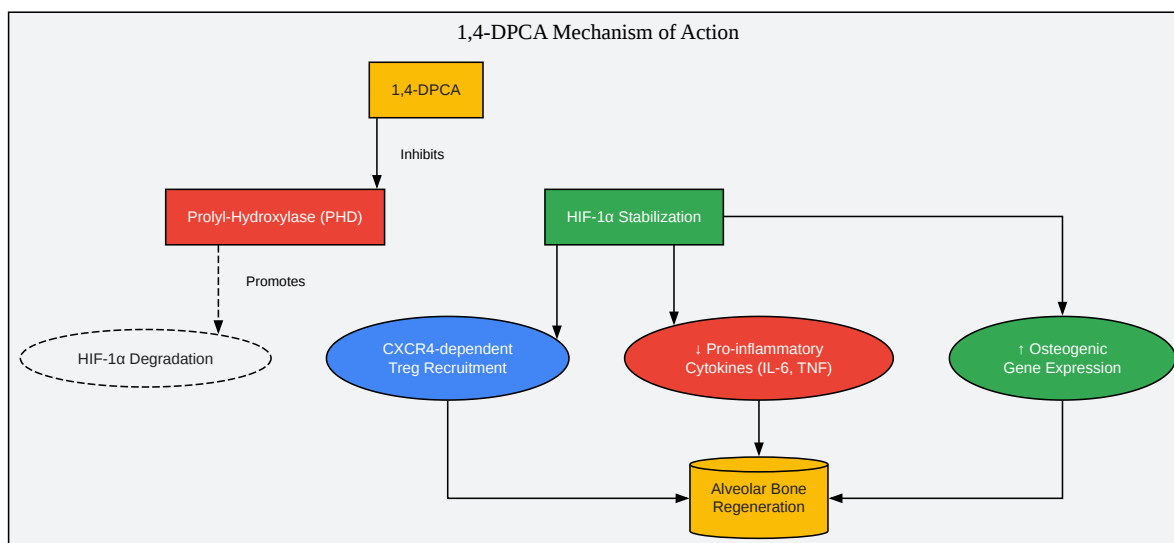 1,4-DPCA Mechanism of Action
1,4-DPCA
Inhibits
Prolyl-Hydroxylase (PHD)
HIF-1α Stabilization
Promotes
HIF-1α Degradation
CXCR4-dependent
Treg Recruitment
↓ Pro-inflammatory
Cytokines (IL-6, TNF)
↑ Osteogenic
Gene Expression
Alveolar Bone
Regeneration